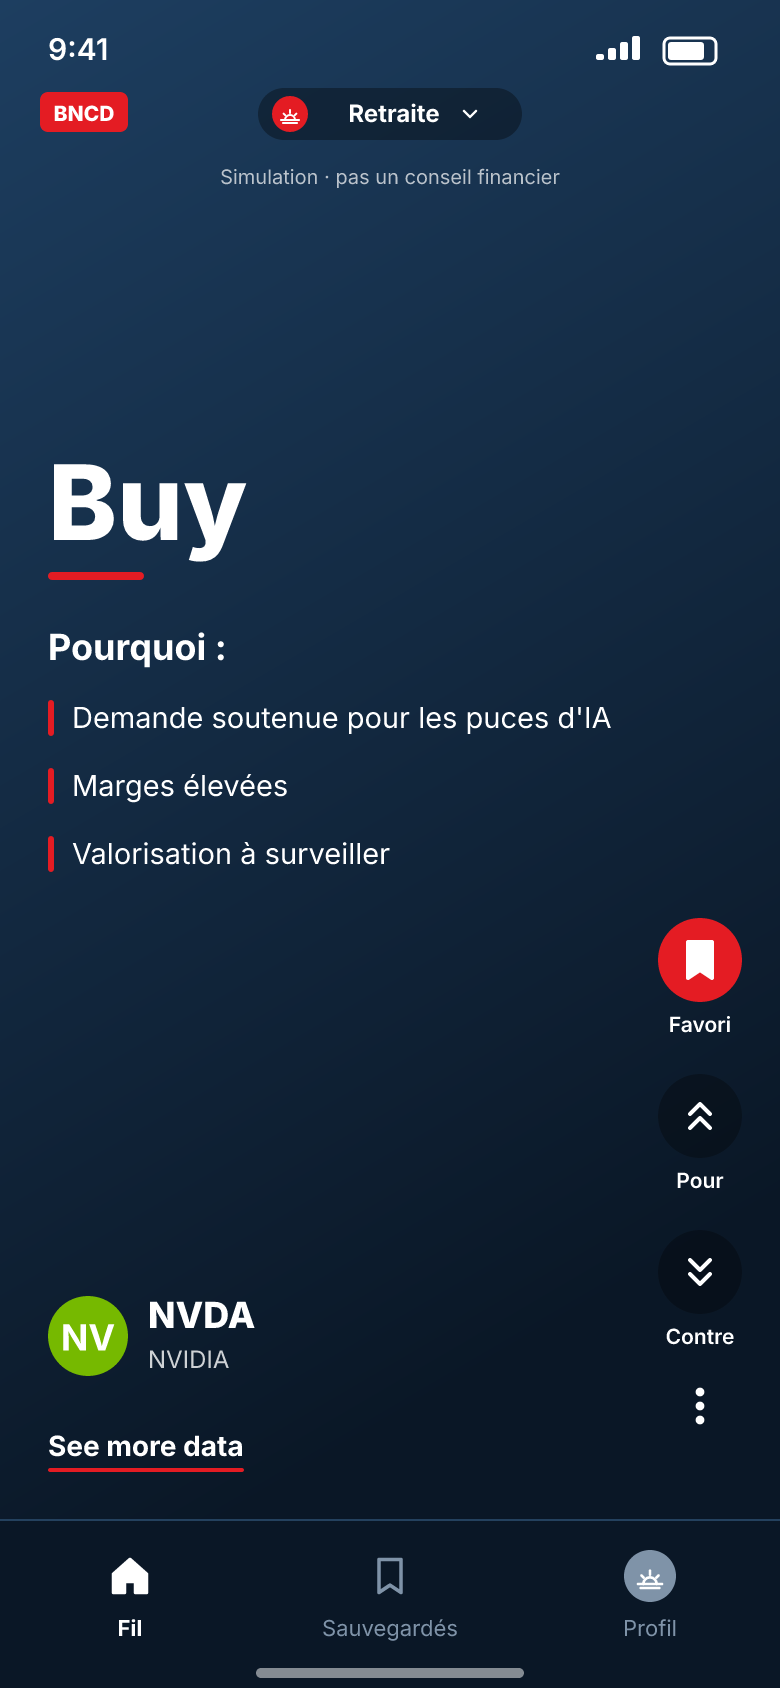 9:41
BNCD
Retraite
Simulation · pas un conseil financier
Buy
Pourquoi :
Demande soutenue pour les puces d'IA
Marges élevées
Valorisation à surveiller
Favori
Pour
Contre
NV
NVDA
NVIDIA
See more data
Fil
Sauvegardés
Profil